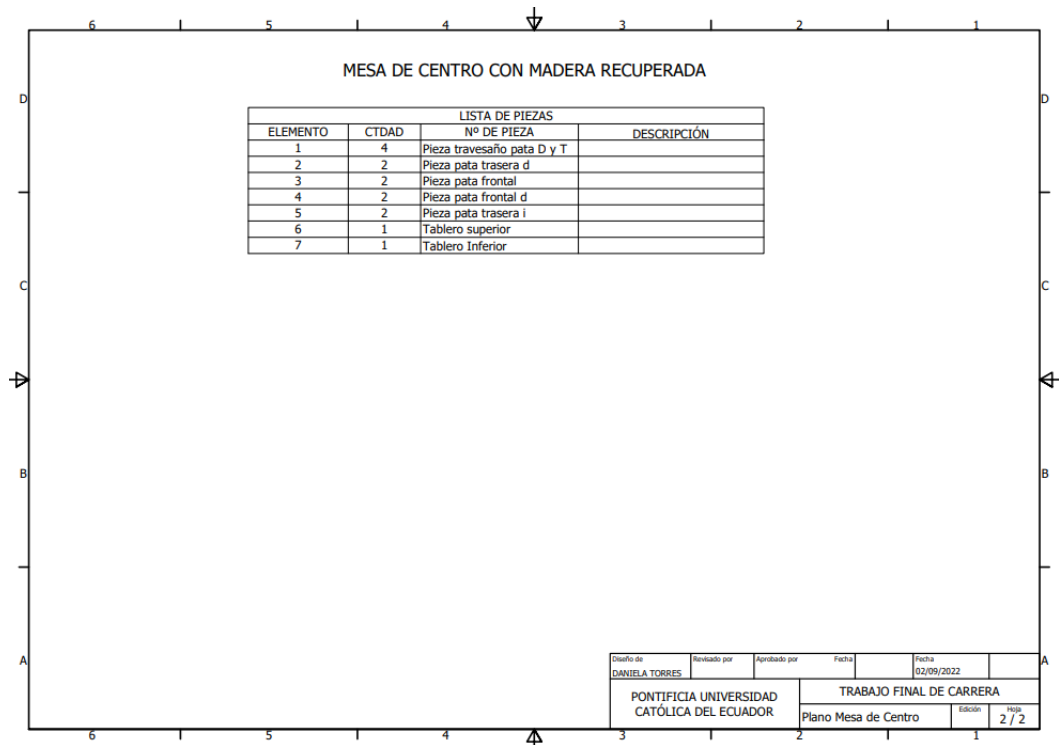 6 5 4 3 2 1
MESA DE CENTRO CON MADERA RECUPERADA
D D
LISTA DE PIEZAS
ELEMENTO CTDAD Nº DE PIEZA DESCRIPCIÓN
1 4 Pieza travesaño pata D y T
2 2 Pieza pata trasera d
3 2 Pieza pata frontal
4 2 Pieza pata frontal d
5 2 Pieza pata trasera i
6 1 Tablero superior
7 1 Tablero Inferior
C C
B B
A A
Diseño de Revisado por Aprobado por Fecha Fecha
DANIELA TORRES 02/09/2022
PONTIFICIA UNIVERSIDAD
CATÓLICA DEL ECUADOR
TRABAJO FINAL DE CARRERA
Plano Mesa de Centro
Edición Hoja
2 / 2
6 5 4 3 2 1